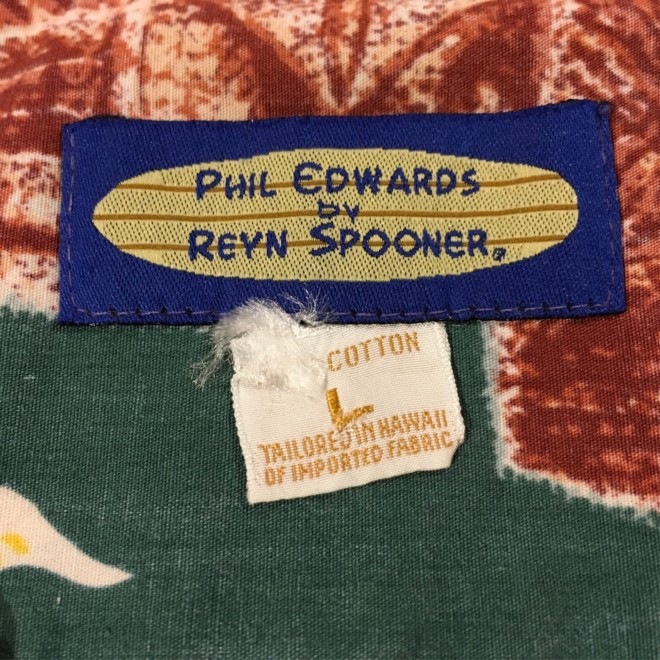 PHIL EDWARDS
BY
REYN SPOONER®
COTTON
L
TAILORED IN HAWAII
OF IMPORTED FABRIC